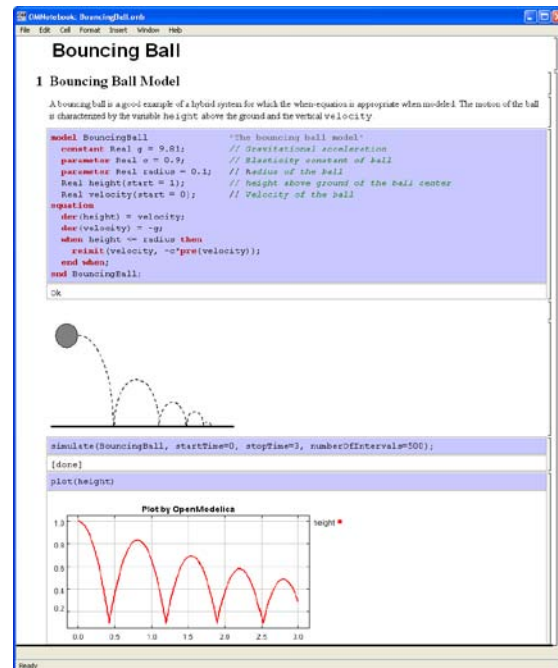 OMNotebook: BouncingBall.onb
File Edit Cell Format Insert Window Help
Bouncing Ball
1 Bouncing Ball Model
A bouncing ball is a good example of a hybrid system for which the when-equation is appropriate when modeled. The motion of the ball
is characterized by the variable height above the ground and the vertical velocity
model BouncingBall "The bouncing ball model"
constant Real g = 9.81; // Gravitational acceleration
parameter Real c = 0.9; // Elasticity constant of ball
parameter Real radius = 0.1; // Radius of the ball
Real height(start = 1); // height above ground of the ball center
Real velocity(start = 0); // Velocity of the ball
equation
der(height) = velocity;
der(velocity) = -g;
when height <= radius then
reinit(velocity, -c*pre(velocity));
end when;
end BouncingBall;
Ok
simulate(BouncingBall, startTime=0, stopTime=3, numberOfIntervals=500);
[done]
plot(height)
Plot by OpenModelica
height
0.6
0.4
0.2
0.0 0.5 1.0 1.5 2.0 2.5 3.0
Ready